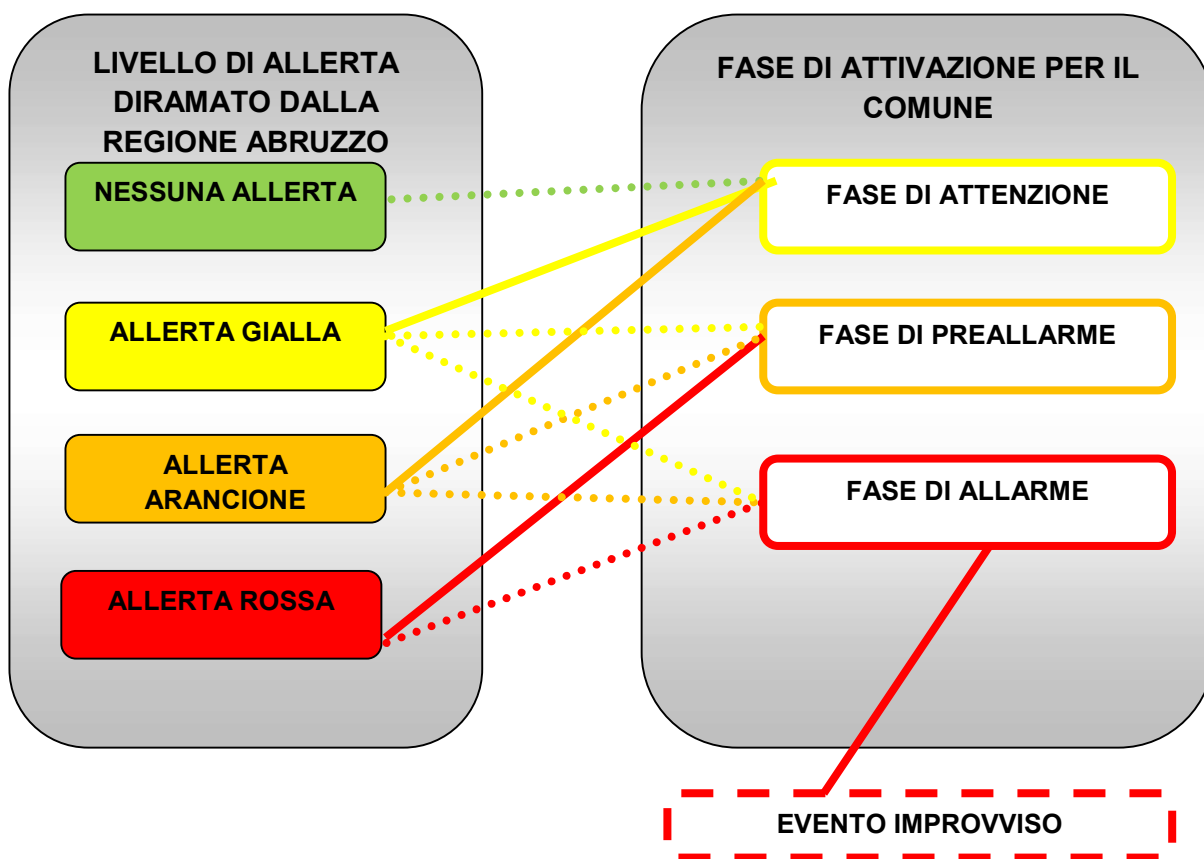 LIVELLO DI ALLERTA
DIRAMATO DALLA
REGIONE ABRUZZO
NESSUNA ALLERTA
ALLERTA GIALLA
ALLERTA
ARANCIONE
ALLERTA ROSSA
FASE DI ATTIVAZIONE PER IL
COMUNE
FASE DI ATTENZIONE
FASE DI PREALLARME
FASE DI ALLARME
EVENTO IMPROVVISO